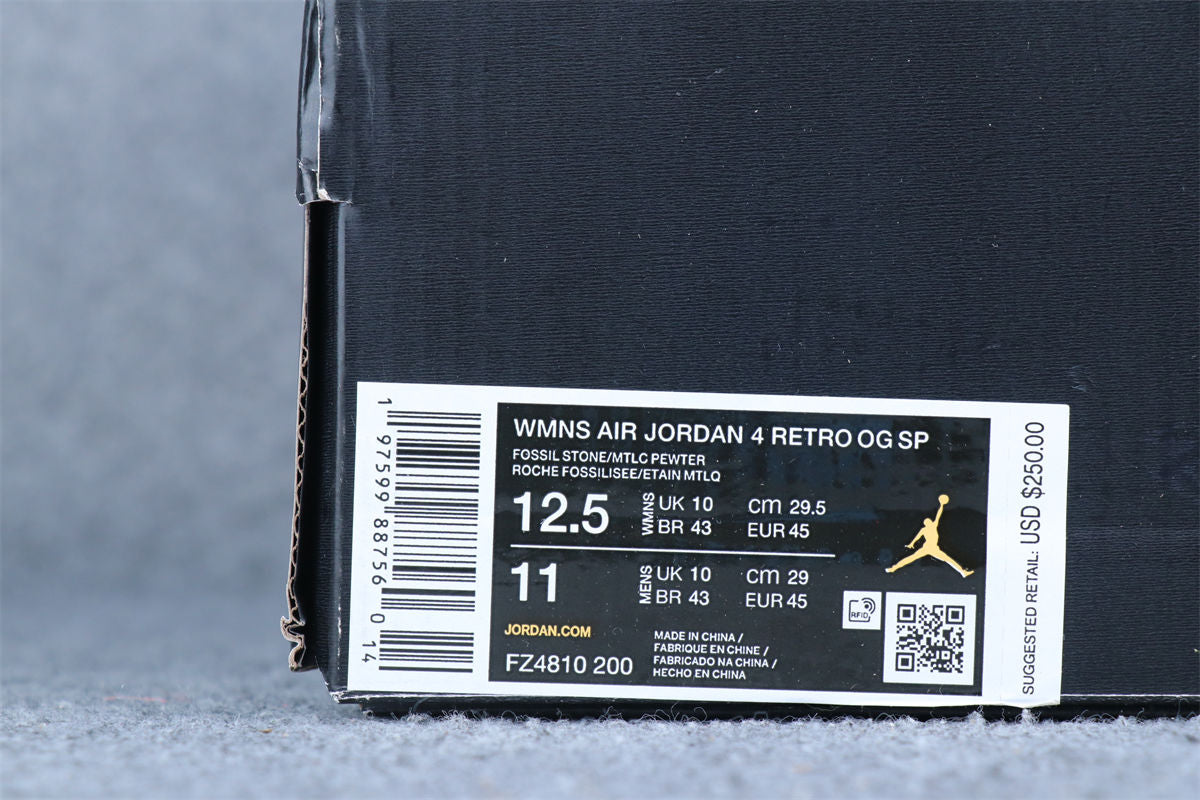 WMNS AIR JORDAN 4 RETRO OG SP
FOSSIL STONE/MTLC PEWTER
ROCHE FOSSILISEE/ETAIN MTLQ
12.5 WMNS UK 10 cm 29.5
BR 43 EUR 45
11 MENS UK 10 cm 29
BR 43 EUR 45
JORDAN.COM
FZ4810 200
MADE IN CHINA /
FABRIQUE EN CHINE /
FABRICADO NA CHINA /
HECHO EN CHINA
RFID
1 97599 88756 0 14
SUGGESTED RETAIL: USD $250.00